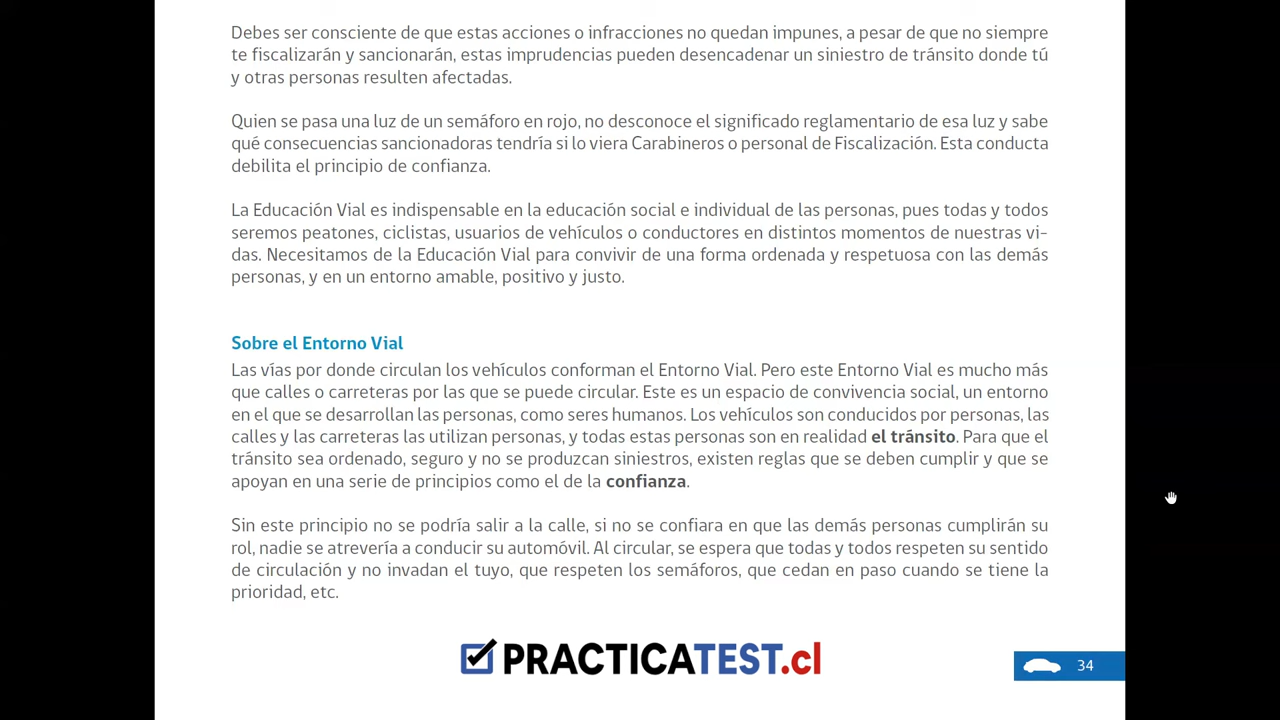 Debes ser consciente de que estas acciones o infracciones no quedan impunes, a pesar de que no siempre
te fiscalizarán y sancionarán, estas imprudencias pueden desencadenar un siniestro de tránsito donde tú
y otras personas resulten afectadas.
Quien se pasa una luz de un semáforo en rojo, no desconoce el significado reglamentario de esa luz y sabe
qué consecuencias sancionadoras tendría si lo viera Carabineros o personal de Fiscalización. Esta conducta
debilita el principio de confianza.
La Educación Vial es indispensable en la educación social e individual de las personas, pues todas y todos
seremos peatones, ciclistas, usuarios de vehículos o conductores en distintos momentos de nuestras vi-
das. Necesitamos de la Educación Vial para convivir de una forma ordenada y respetuosa con las demás
personas, y en un entorno amable, positivo y justo.
Sobre el Entorno Vial
Las vías por donde circulan los vehículos conforman el Entorno Vial. Pero este Entorno Vial es mucho más
que calles o carreteras por las que se puede circular. Este es un espacio de convivencia social, un entorno
en el que se desarrollan las personas, como seres humanos. Los vehículos son conducidos por personas, las
calles y las carreteras las utilizan personas, y todas estas personas son en realidad el tránsito. Para que el
tránsito sea ordenado, seguro y no se produzcan siniestros, existen reglas que se deben cumplir y que se
apoyan en una serie de principios como el de la confianza.
Sin este principio no se podría salir a la calle, si no se confiara en que las demás personas cumplirán su
rol, nadie se atrevería a conducir su automóvil. Al circular, se espera que todas y todos respeten su sentido
de circulación y no invadan el tuyo, que respeten los semáforos, que cedan en paso cuando se tiene la
prioridad, etc.
PRACTICATEST.cl
34